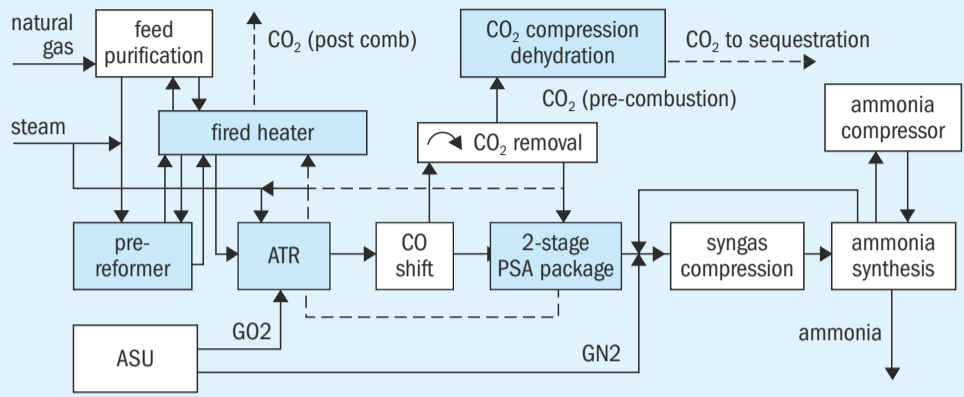 natural
gas
feed
purification
CO₂ (post comb)
CO₂ compression
dehydration
CO₂ to sequestration
CO₂ (pre-combustion)
ammonia
compressor
steam
fired heater
CO₂ removal
pre-
reformer
ATR
CO
shift
2-stage
PSA package
syngas
compression
ammonia
synthesis
GO2
ASU
GN2
ammonia